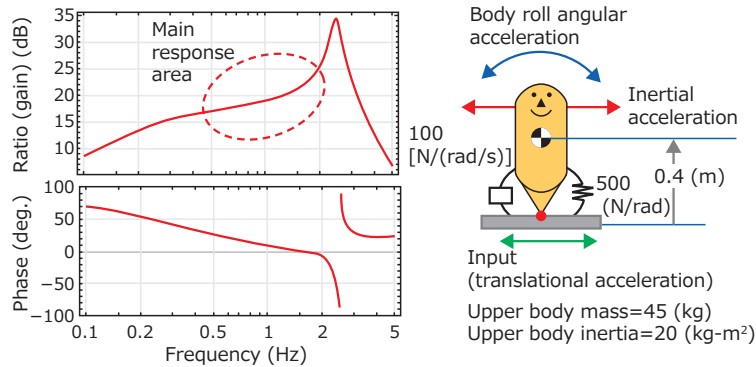 Ratio (gain) (dB)
35
30
25
20
15
10
Main
response
area
Phase (deg.)
100
50
0
−50
−100
0.1
0.2
0.5
1
2
5
Frequency (Hz)
Body roll angular
acceleration
Inertial
acceleration
100
[N/(rad/s)]
500
(N/rad)
0.4 (m)
Input
(translational acceleration)
Upper body mass=45 (kg)
Upper body inertia=20 (kg-m²)